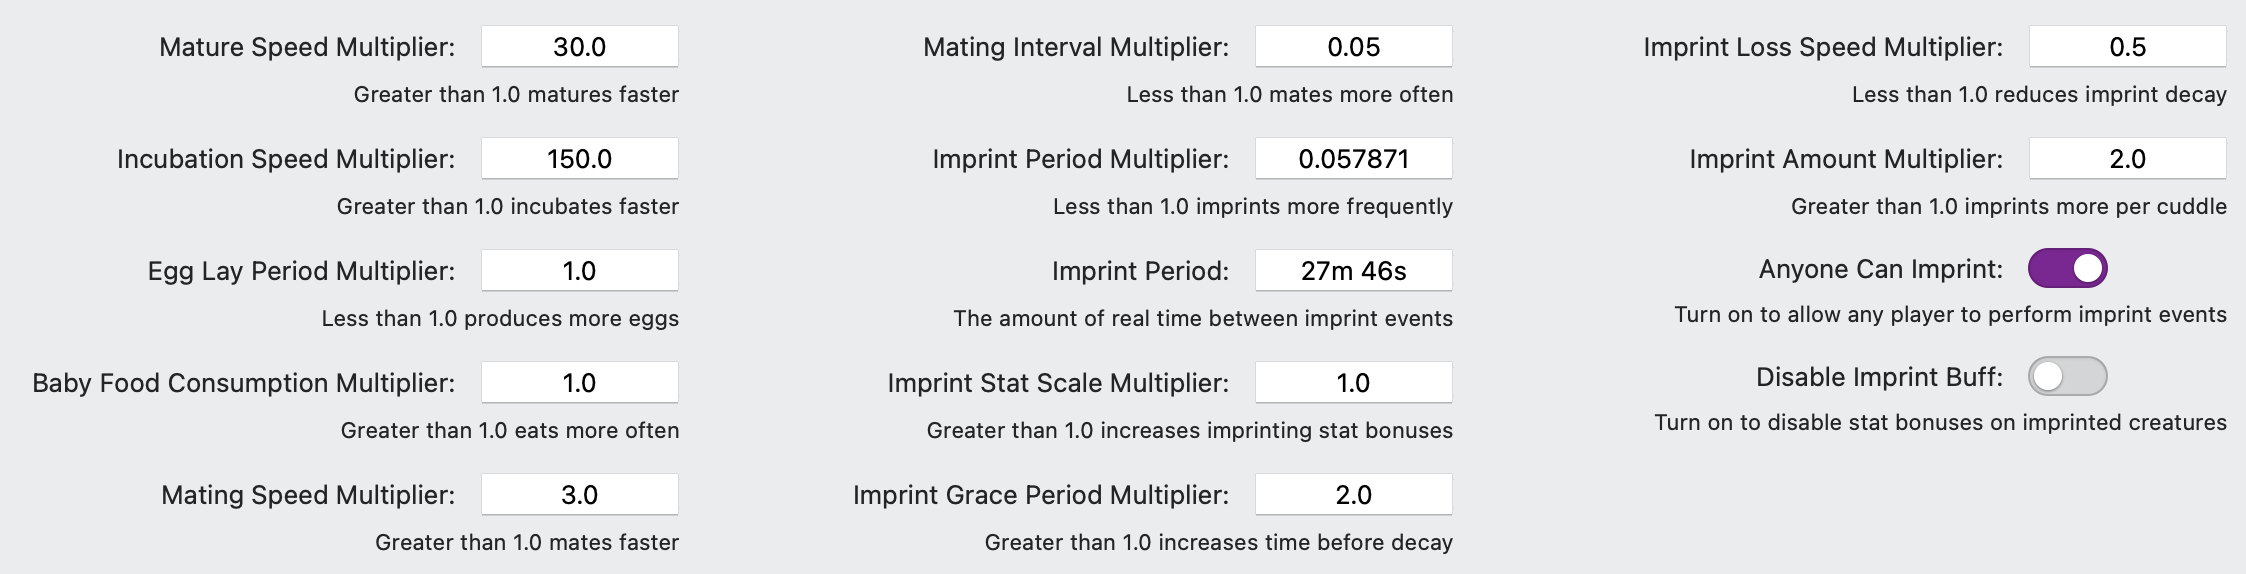 Mature Speed Multiplier: 30.0
Greater than 1.0 matures faster
Incubation Speed Multiplier: 150.0
Greater than 1.0 incubates faster
Egg Lay Period Multiplier: 1.0
Less than 1.0 produces more eggs
Baby Food Consumption Multiplier: 1.0
Greater than 1.0 eats more often
Mating Speed Multiplier: 3.0
Greater than 1.0 mates faster
Mating Interval Multiplier: 0.05
Less than 1.0 mates more often
Imprint Period Multiplier: 0.057871
Less than 1.0 imprints more frequently
Imprint Period: 27m 46s
The amount of real time between imprint events
Imprint Stat Scale Multiplier: 1.0
Greater than 1.0 increases imprinting stat bonuses
Imprint Grace Period Multiplier: 2.0
Greater than 1.0 increases time before decay
Imprint Loss Speed Multiplier: 0.5
Less than 1.0 reduces imprint decay
Imprint Amount Multiplier: 2.0
Greater than 1.0 imprints more per cuddle
Anyone Can Imprint:
Turn on to allow any player to perform imprint events
Disable Imprint Buff:
Turn on to disable stat bonuses on imprinted creatures